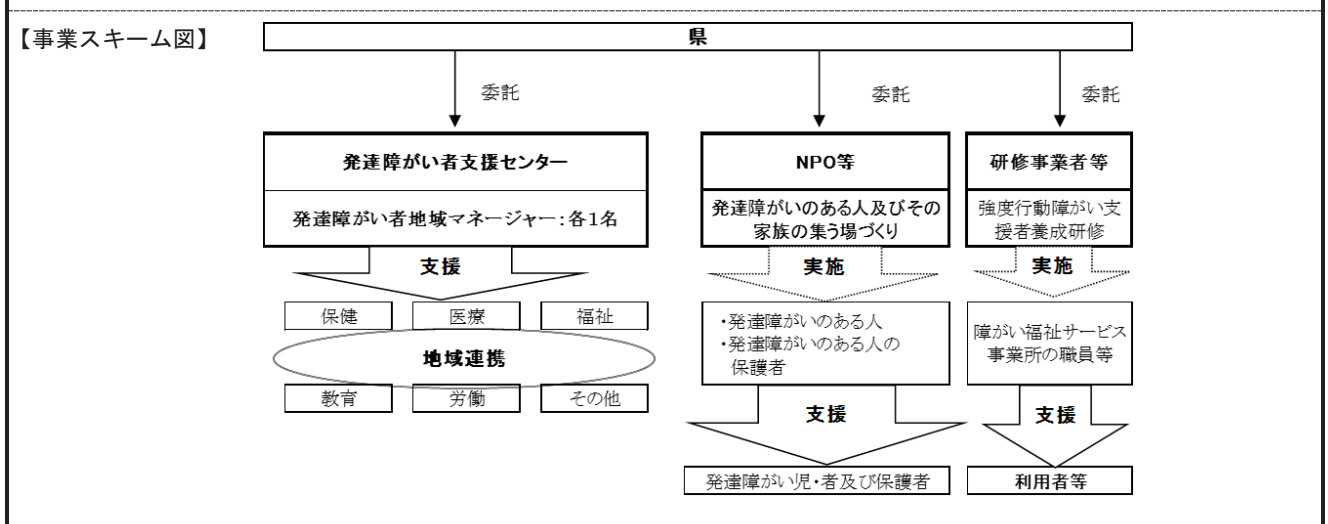 【事業スキーム図】
県
委託
委託
委託
発達障がい者支援センター
発達障がい者地域マネージャー:各1名
支援
保健
医療
福祉
地域連携
教育
労働
その他
NPO等
発達障がいのある人及びその
家族の集う場づくり
実施
・発達障がいのある人
・発達障がいのある人の
保護者
支援
発達障がい児・者及び保護者
研修事業者等
強度行動障がい支
援者養成研修
実施
障がい福祉サービス
事業所の職員等
支援
利用者等